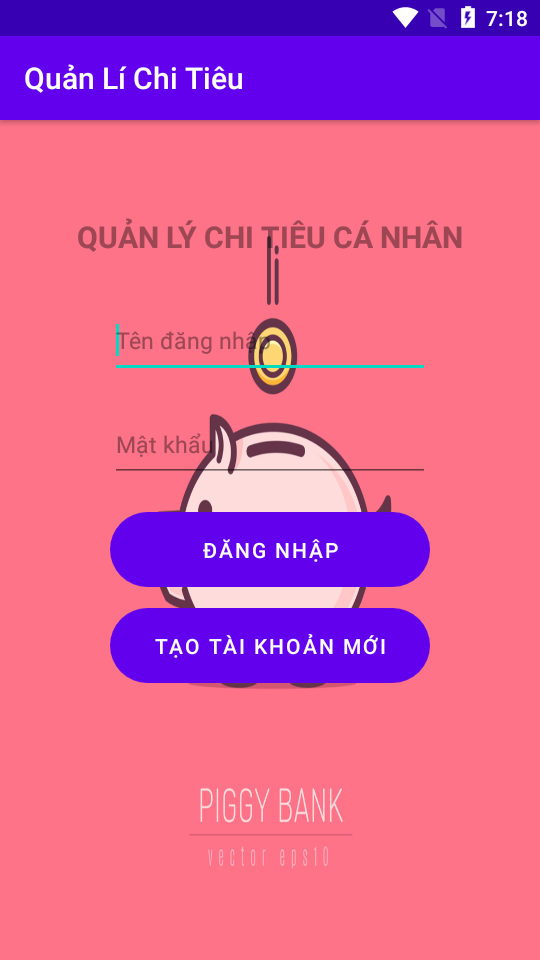 7:18
Quản Lí Chi Tiêu
QUẢN LÝ CHI TIÊU CÁ NHÂN
Tên đăng nhập
Mật khẩu
ĐĂNG NHẬP
TẠO TÀI KHOẢN MỚI
PIGGY BANK
vector eps10